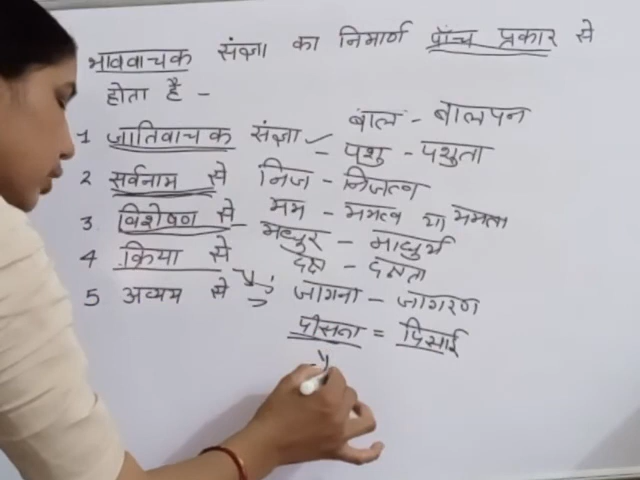 भाववाचक संज्ञा का निमार्ण पाँच प्रकार से
होता है -
1 जातिवाचक संज्ञा - बाल - बालपन
पशु - पशुता
2 सर्वनाम से निज - निजत्व
मम - ममत्व या ममता
3 विशेषण से - मधुर - माधुर्य
दक्ष - दक्षता
4 क्रिया से
5 अव्यय से जागना - जागरण
पीसना = पिसाई